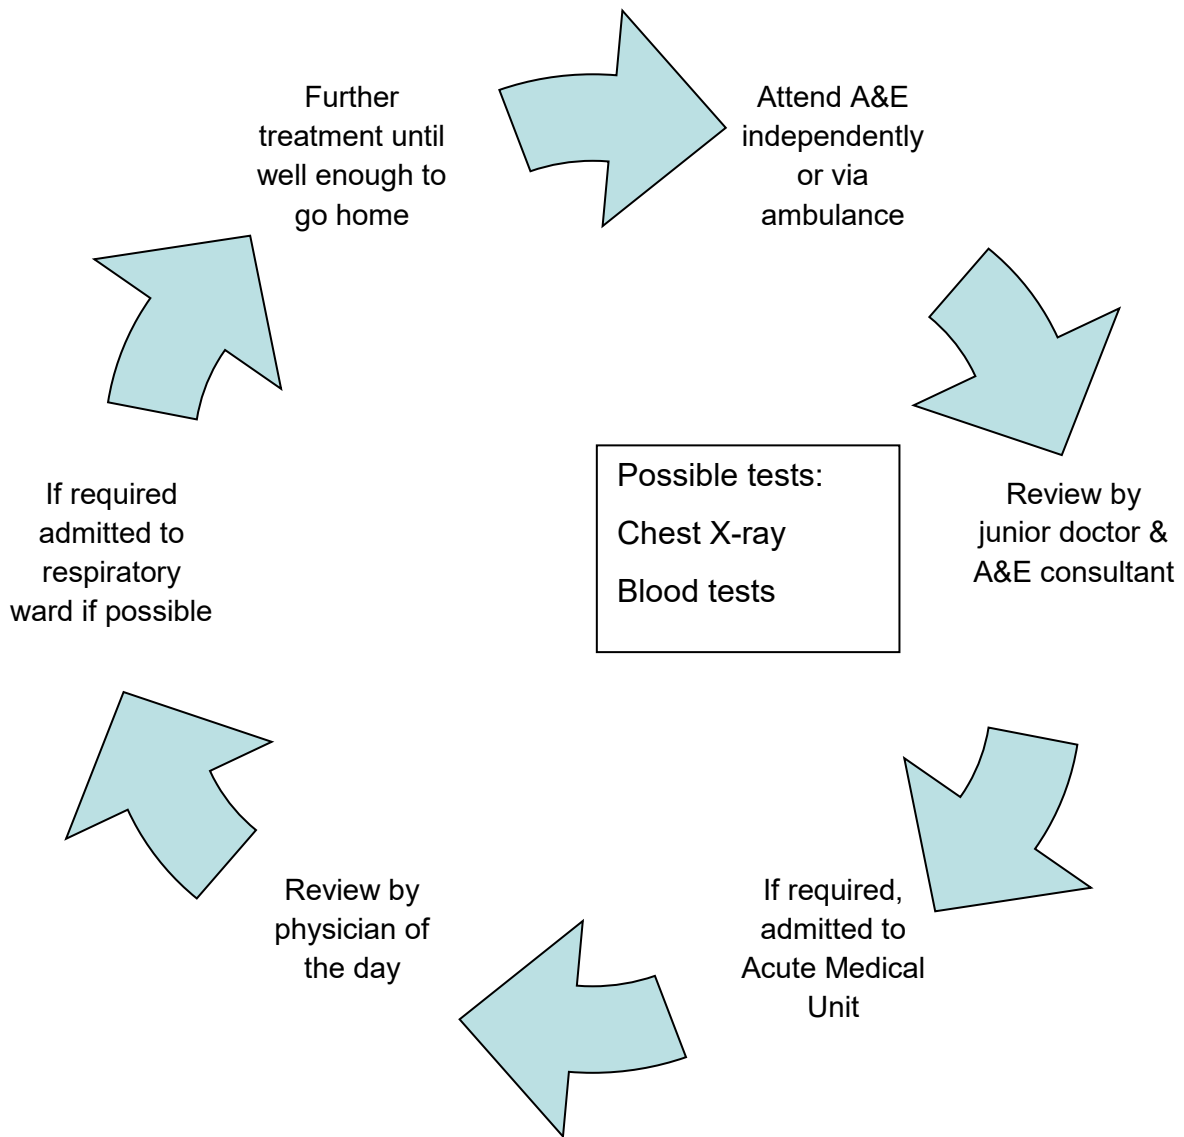 Further
treatment until
well enough to
go home
Attend A&E
independently
or via
ambulance
Review by
junior doctor &
A&E consultant
If required,
admitted to
Acute Medical
Unit
Review by
physician of
the day
If required
admitted to
respiratory
ward if possible
Possible tests:
Chest X-ray
Blood tests